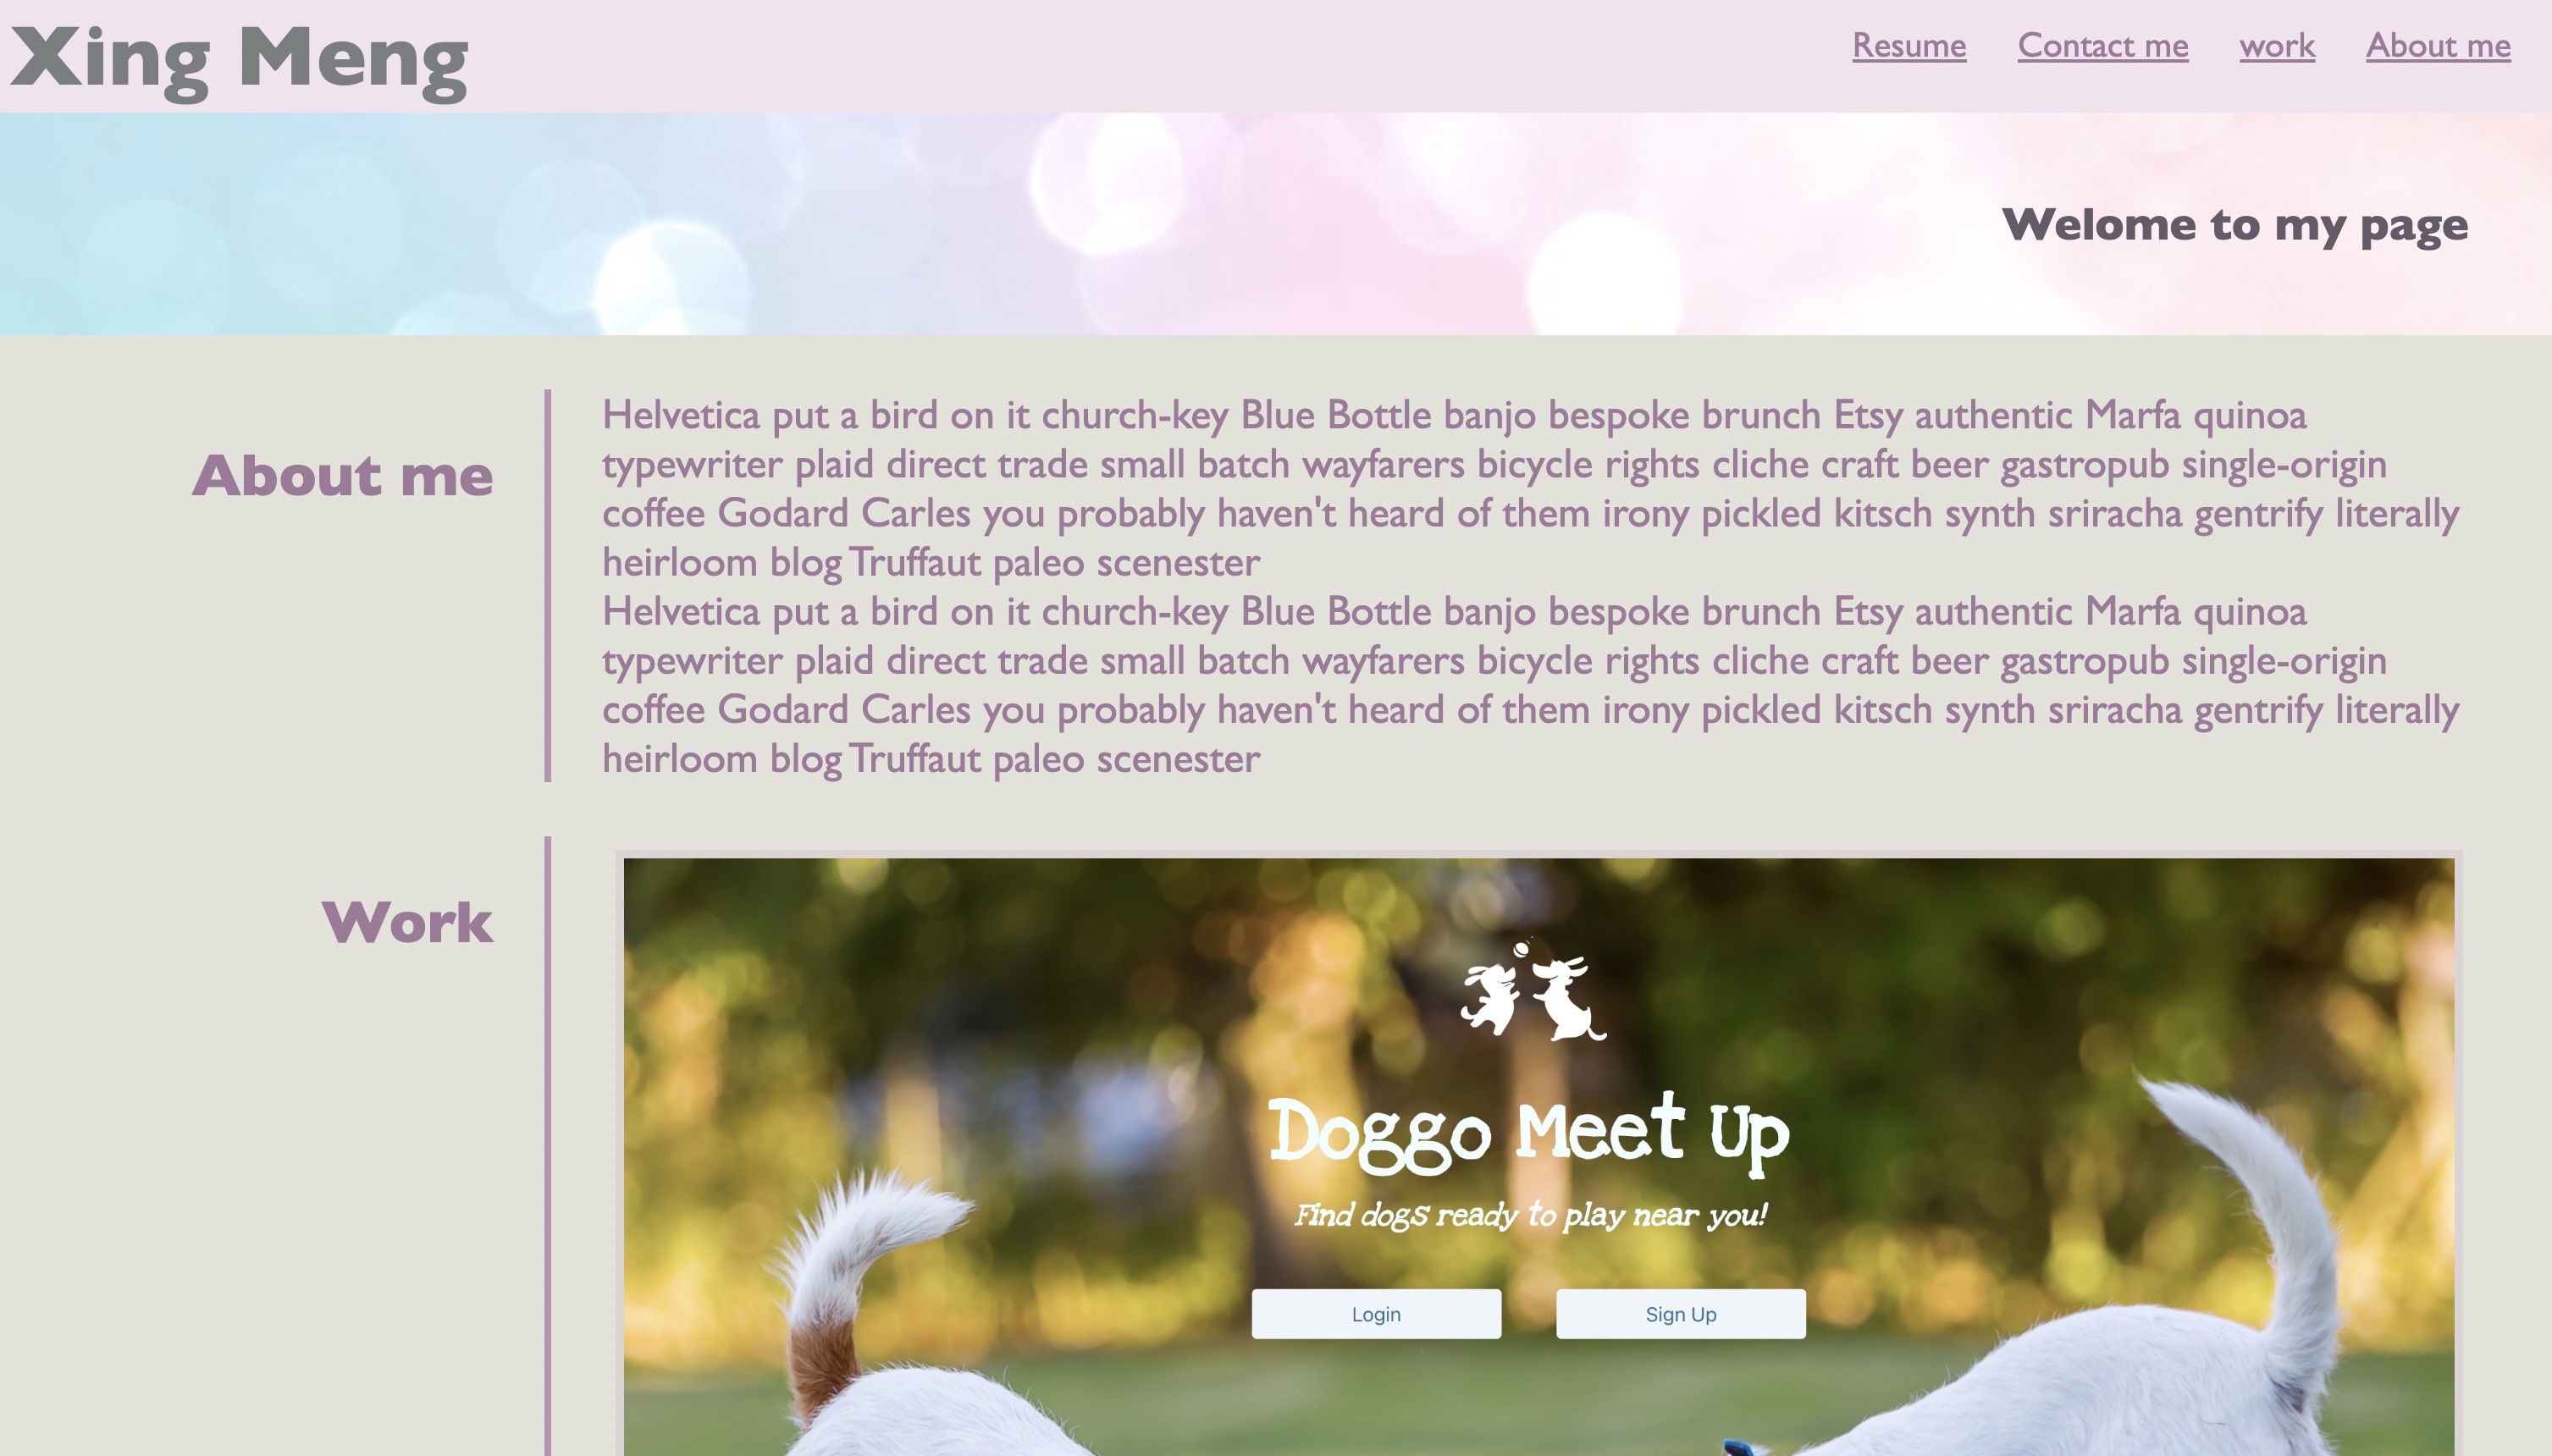 Xing Meng
Resume Contact me work About me
Welome to my page
About me
Helvetica put a bird on it church-key Blue Bottle banjo bespoke brunch Etsy authentic Marfa quinoa
typewriter plaid direct trade small batch wayfarers bicycle rights cliche craft beer gastropub single-origin
coffee Godard Carles you probably haven't heard of them irony pickled kitsch synth sriracha gentrify literally
heirloom blog Truffaut paleo scenester
Helvetica put a bird on it church-key Blue Bottle banjo bespoke brunch Etsy authentic Marfa quinoa
typewriter plaid direct trade small batch wayfarers bicycle rights cliche craft beer gastropub single-origin
coffee Godard Carles you probably haven't heard of them irony pickled kitsch synth sriracha gentrify literally
heirloom blog Truffaut paleo scenester
Work
Doggo Meet Up
Find dogs ready to play near you!
Login Sign Up